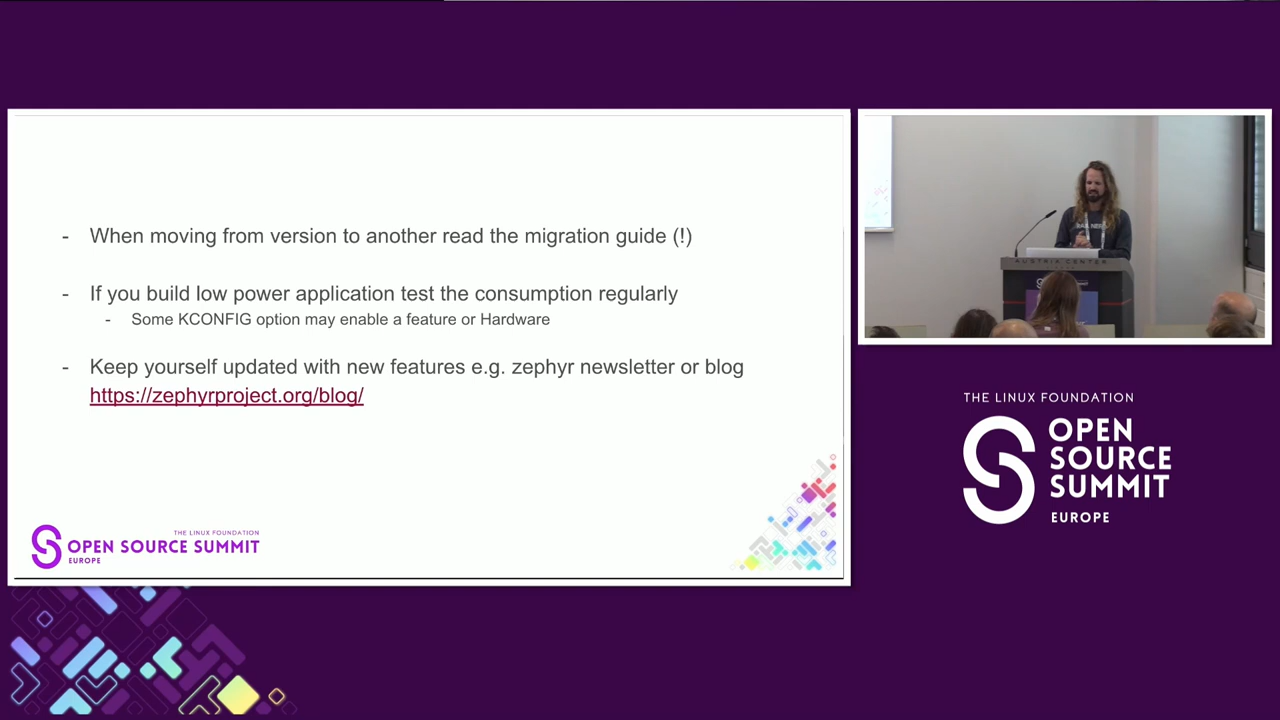 - When moving from version to another read the migration guide (!)
- If you build low power application test the consumption regularly
- Some KCONFIG option may enable a feature or Hardware
- Keep yourself updated with new features e.g. zephyr newsletter or blog
https://zephyrproject.org/blog/
THE LINUX FOUNDATION
OPEN SOURCE SUMMIT
EUROPE
AUSTRIA CENTER
THE LINUX FOUNDATION
OPEN
SOURCE
SUMMIT
EUROPE